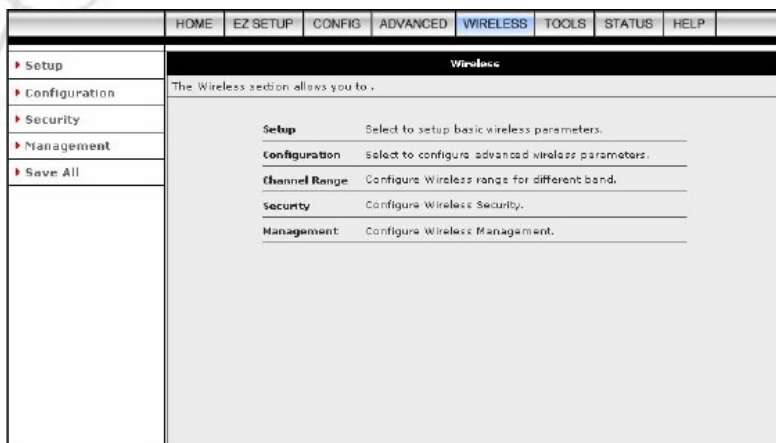 HOME EZ SETUP CONFIG ADVANCED WIRELESS TOOLS STATUS HELP
Setup
Configuration
Security
Management
Save All
Wireless
The Wireless section allows you to .
Setup Select to setup basic wireless parameters.
Configuration Select to configure advanced wireless parameters.
Channel Range Configure Wireless range for different band.
Security Configure Wireless Security.
Management Configure Wireless Management.